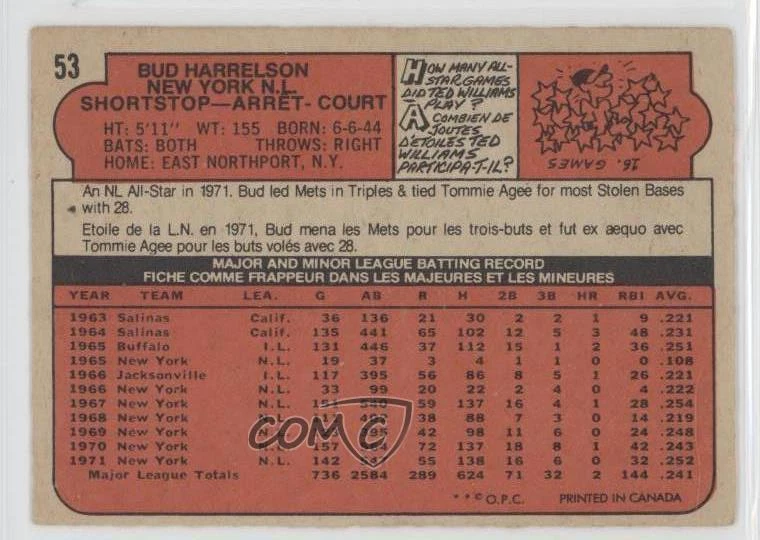 53
BUD HARRELSON
NEW YORK N.L.
SHORTSTOP—ARRÊT- COURT
HT: 5'11" WT: 155 BORN: 6-6-44
BATS: BOTH THROWS: RIGHT
HOME: EAST NORTHPORT, N.Y.
HOW MANY ALL-
STAR GAMES
DID TED WILLIAMS
PLAY?
A COMBIEN DE
JOUTES
D'ÉTOILES TED
WILLIAMS
PARTICIPA-T-IL?
16. GAMES
An NL All-Star in 1971. Bud led Mets in Triples & tied Tommie Agee for most Stolen Bases
with 28.
Etoile de la L.N. en 1971, Bud mena les Mets pour les trois-buts et fut ex aequo avec
Tommie Agee pour les buts volés avec 28.
MAJOR AND MINOR LEAGUE BATTING RECORD
FICHE COMME FRAPPEUR DANS LES MAJEURES ET LES MINEURES
YEAR TEAM LEA. G AB R H 2B 3B HR RBI AVG.
1963 Salinas Calif. 36 136 21 30 2 2 1 9 .221
1964 Salinas Calif. 135 441 65 102 12 5 3 48 .231
1965 Buffalo I.L. 131 446 37 112 15 1 2 36 .251
1965 New York N.L. 19 37 3 4 1 1 0 0 .108
1966 Jacksonville I.L. 117 395 56 86 8 5 1 26 .221
1966 New York N.L. 33 99 20 22 2 4 0 4 .222
1967 New York N.L. 540 59 137 16 4 1 28 .254
1968 New York N.L. 38 88 7 3 0 14 .219
1969 New York 42 98 11 6 0 24 .248
1970 New York 157 72 137 18 8 1 42 .243
1971 New York N.L. 142 55 138 16 6 0 32 .252
Major League Totals 736 2584 289 624 71 32 2 144 .241
COMC
**© O.P.C. PRINTED IN CANADA